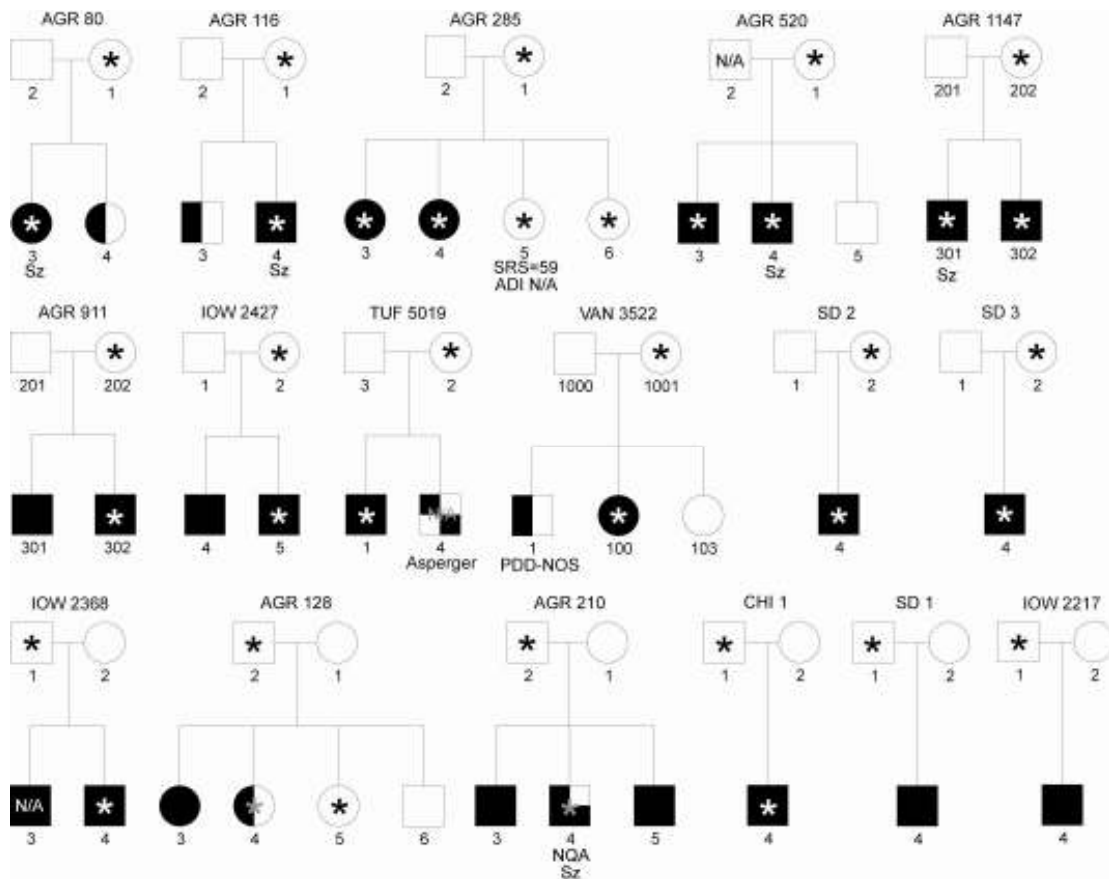 AGR 80 AGR 116 AGR 285 AGR 520 AGR 1147
* * * N/A * *
2 1 2 1 2 1 2 1 201 202
* * * * * * * * * *
3 4 3 4 3 4 5 6 3 4 5 301 302
Sz Sz SRS=59 Sz Sz
ADI N/A
AGR 911 IOW 2427 TUF 5019 VAN 3522 SD 2 SD 3
* * * * * *
201 202 1 2 3 2 1000 1001 1 2 1 2
* * * N/A * * *
301 302 4 5 1 4 1 100 103 4 4
Asperger PDD-NOS
IOW 2368 AGR 128 AGR 210 CHI 1 SD 1 IOW 2217
* * * * * *
1 2 2 1 2 1 1 2 1 2 1 2
N/A * * * * *
3 4 3 4 5 6 3 4 5 4 4 4
NQA
Sz